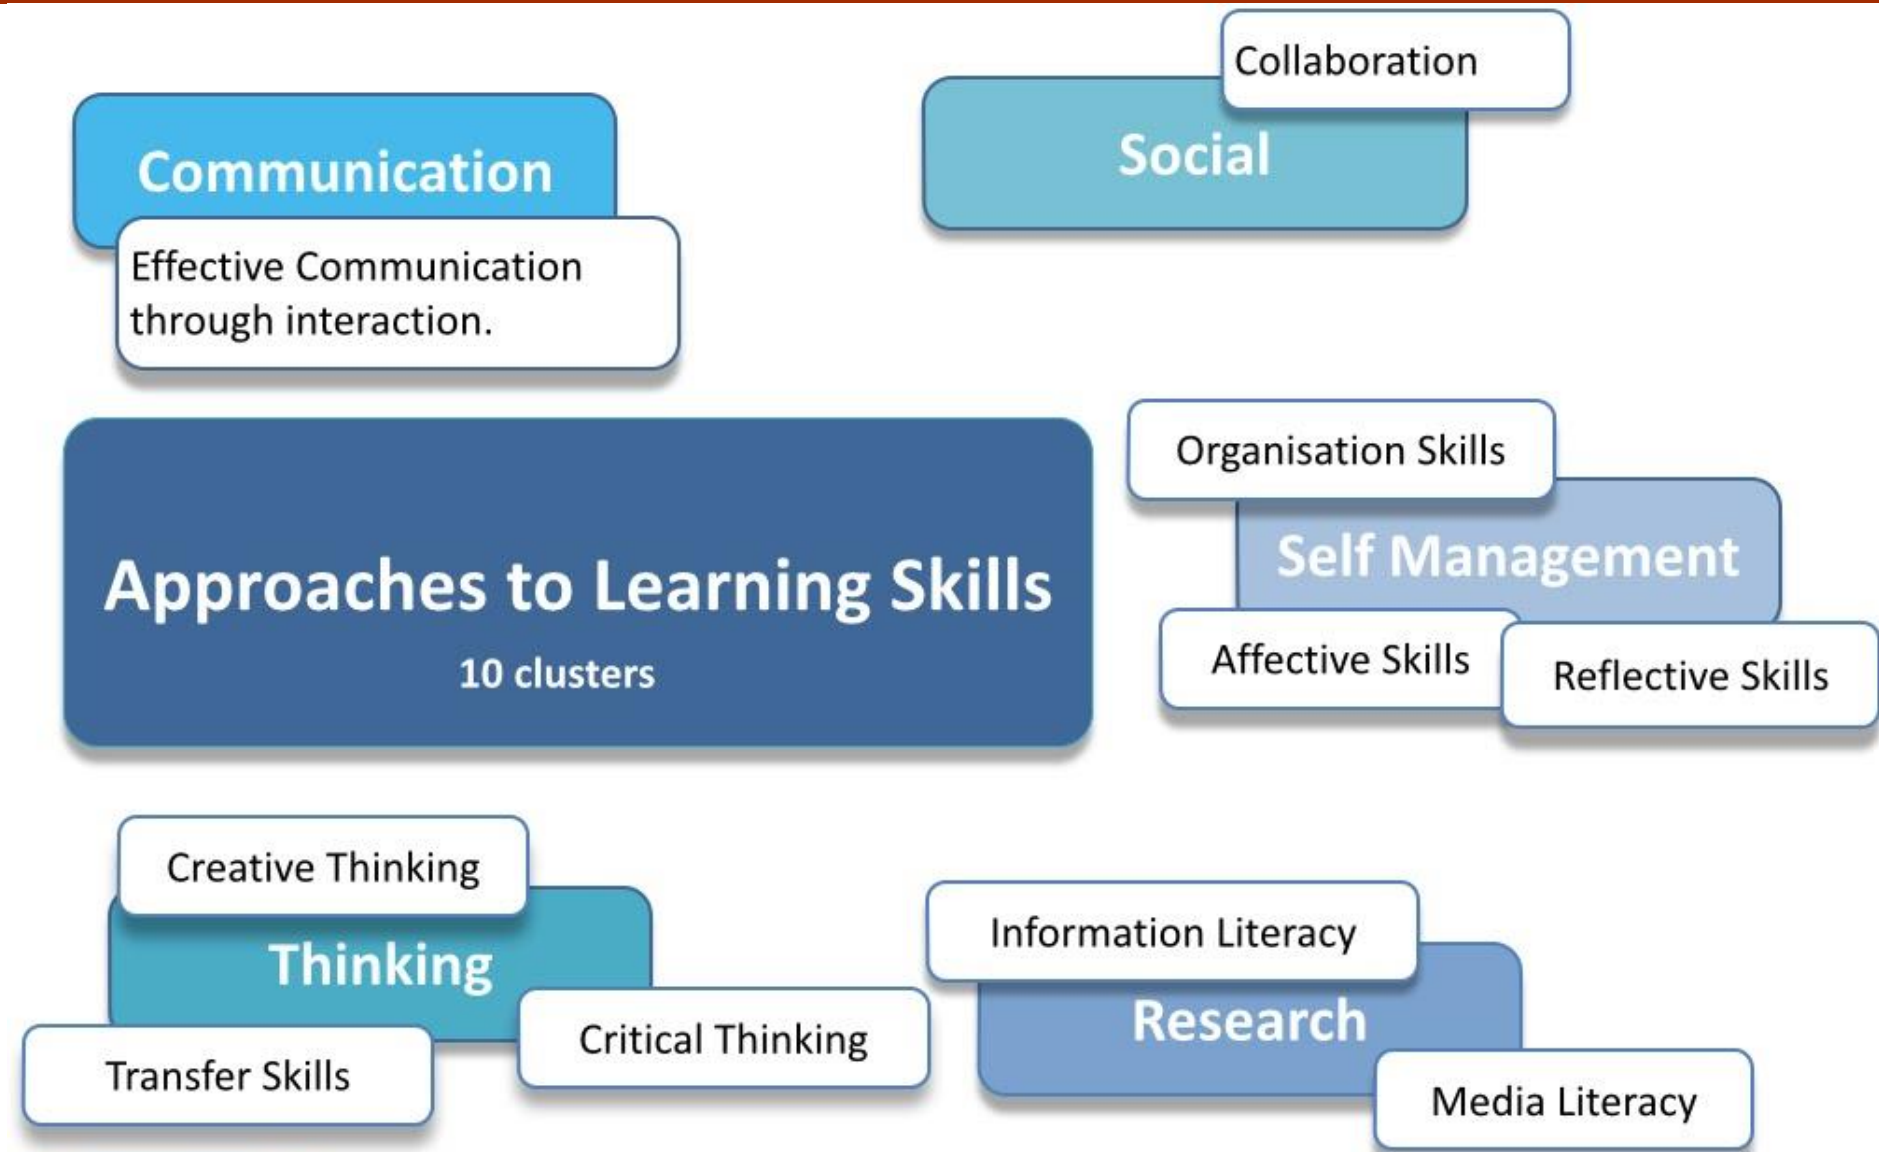 Collaboration
Communication
Social
Effective Communication
through interaction.
Approaches to Learning Skills
10 clusters
Organisation Skills
Self Management
Affective Skills
Reflective Skills
Creative Thinking
Thinking
Critical Thinking
Transfer Skills
Information Literacy
Research
Media Literacy